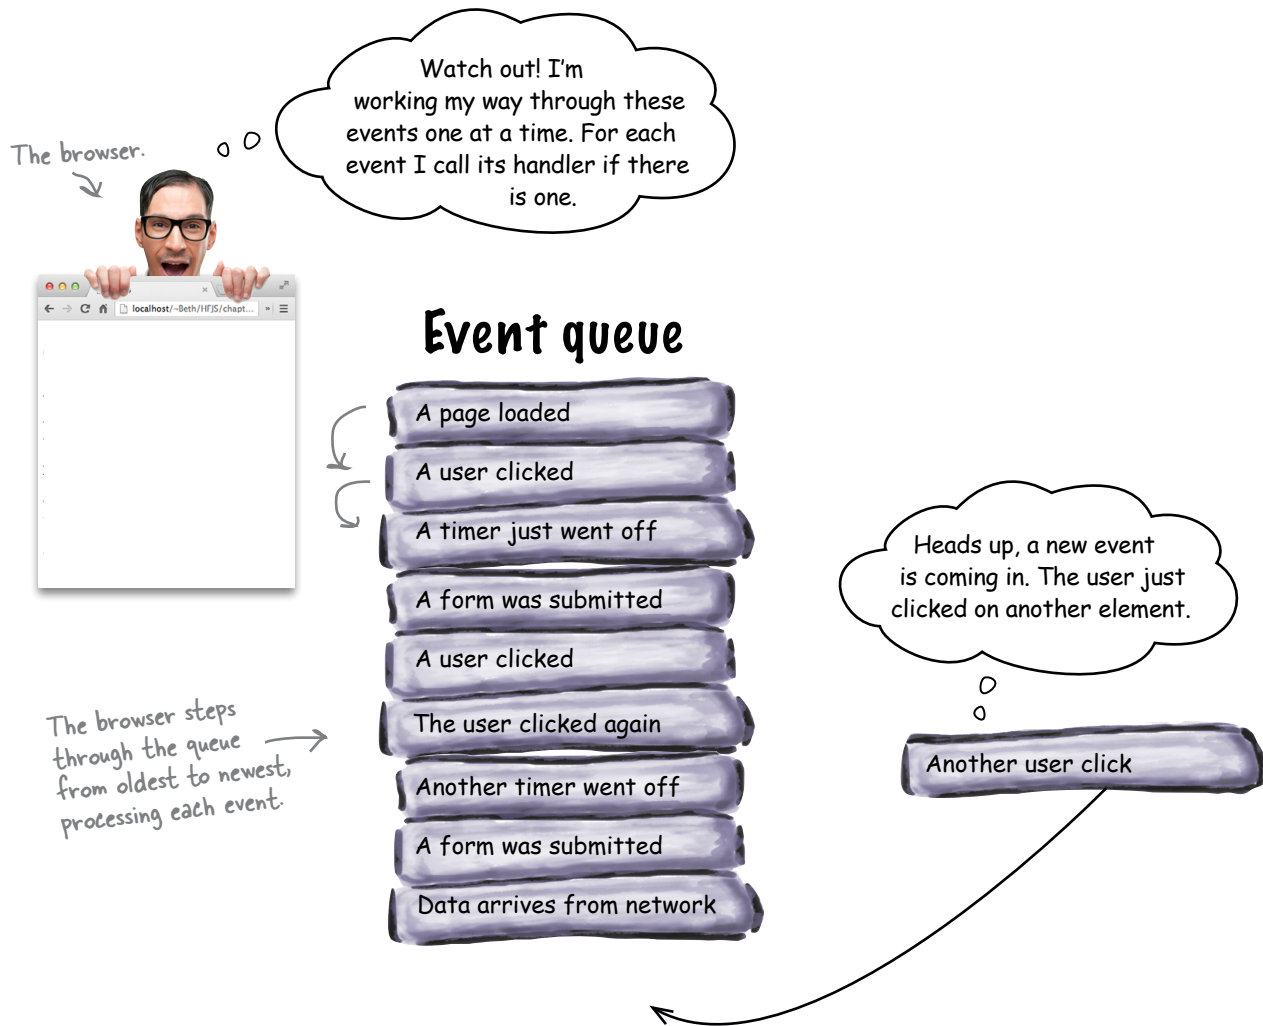 Watch out! I'm
working my way through these
events one at a time. For each
event I call its handler if there
is one.
The browser.
localhost/~Beth/HFJS/chapt...
Event queue
A page loaded
A user clicked
A timer just went off
A form was submitted
A user clicked
The user clicked again
Another timer went off
A form was submitted
Data arrives from network
The browser steps
through the queue
from oldest to newest,
processing each event.
Heads up, a new event
is coming in. The user just
clicked on another element.
Another user click